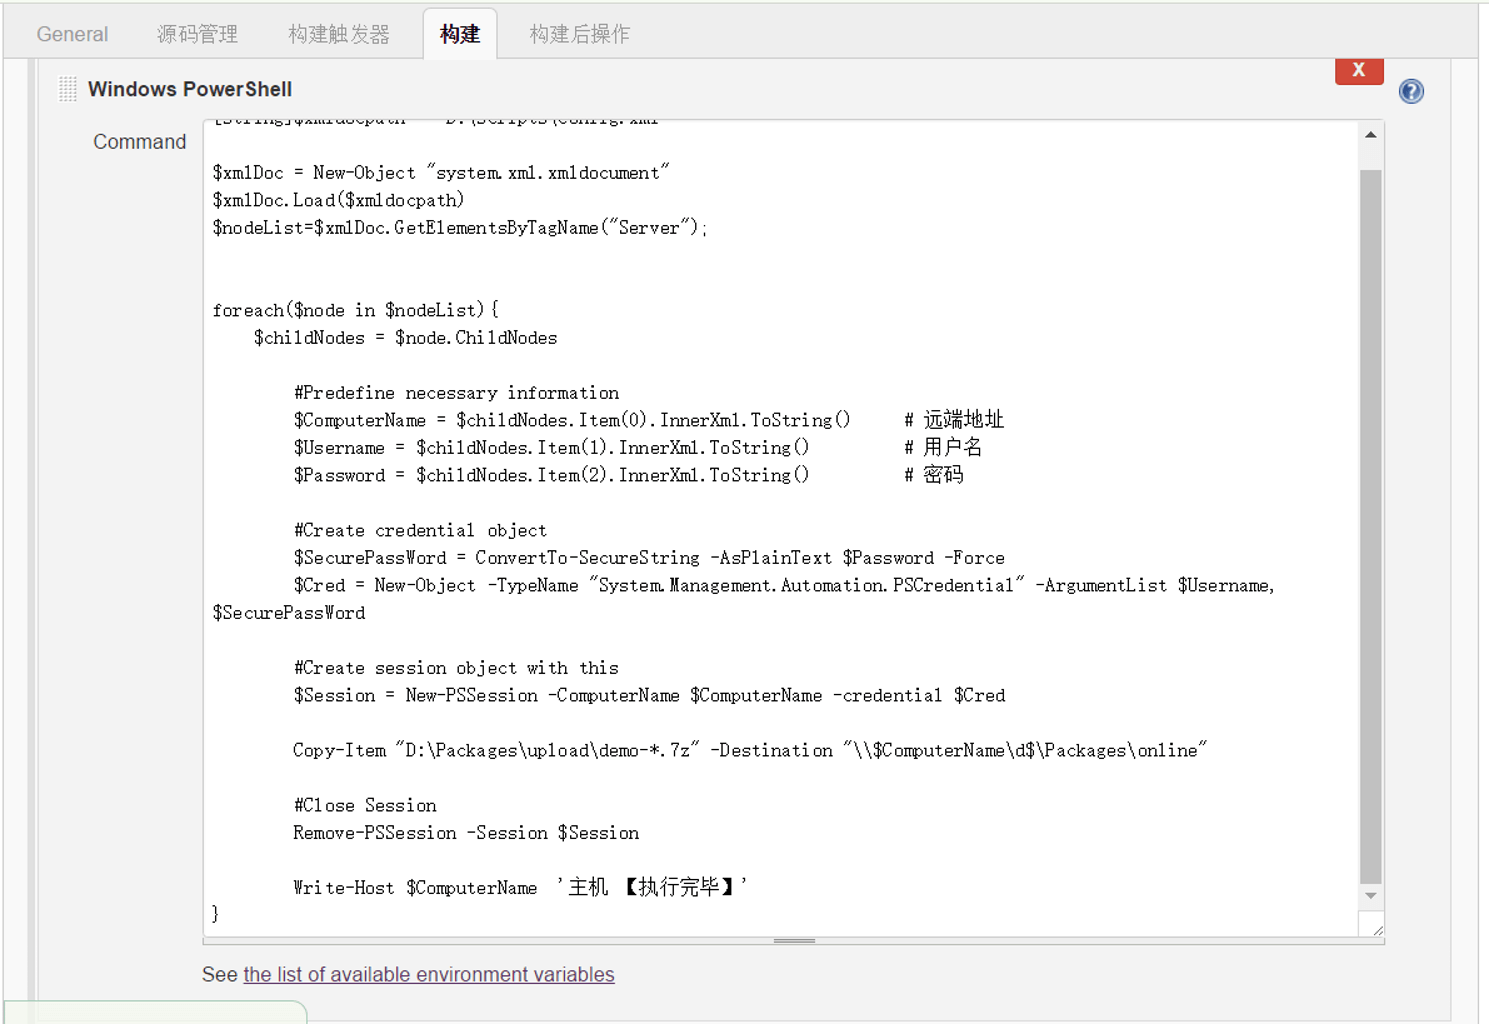 General 源码管理 构建触发器 构建 构建后操作
X
Windows PowerShell
Command
[String]$xmldocpath = "D:\Scripts\Config.xml"
$xmlDoc = New-Object "system.xml.xmldocument"
$xmlDoc.Load($xmldocpath)
$nodeList=$xmlDoc.GetElementsByTagName("Server");
foreach($node in $nodeList){
$childNodes = $node.ChildNodes
#Predefine necessary information
$ComputerName = $childNodes.Item(0).InnerXml.ToString() # 远端地址
$Username = $childNodes.Item(1).InnerXml.ToString() # 用户名
$Password = $childNodes.Item(2).InnerXml.ToString() # 密码
#Create credential object
$SecurePassWord = ConvertTo-SecureString -AsPlainText $Password -Force
$Cred = New-Object -TypeName "System.Management.Automation.PSCredential" -ArgumentList $Username,
$SecurePassWord
#Create session object with this
$Session = New-PSSession -ComputerName $ComputerName -credential $Cred
Copy-Item "D:\Packages\upload\demo-*.7z" -Destination "\\$ComputerName\d$\Packages\online"
#Close Session
Remove-PSSession -Session $Session
Write-Host $ComputerName '主机 【执行完毕】'
}
See the list of available environment variables